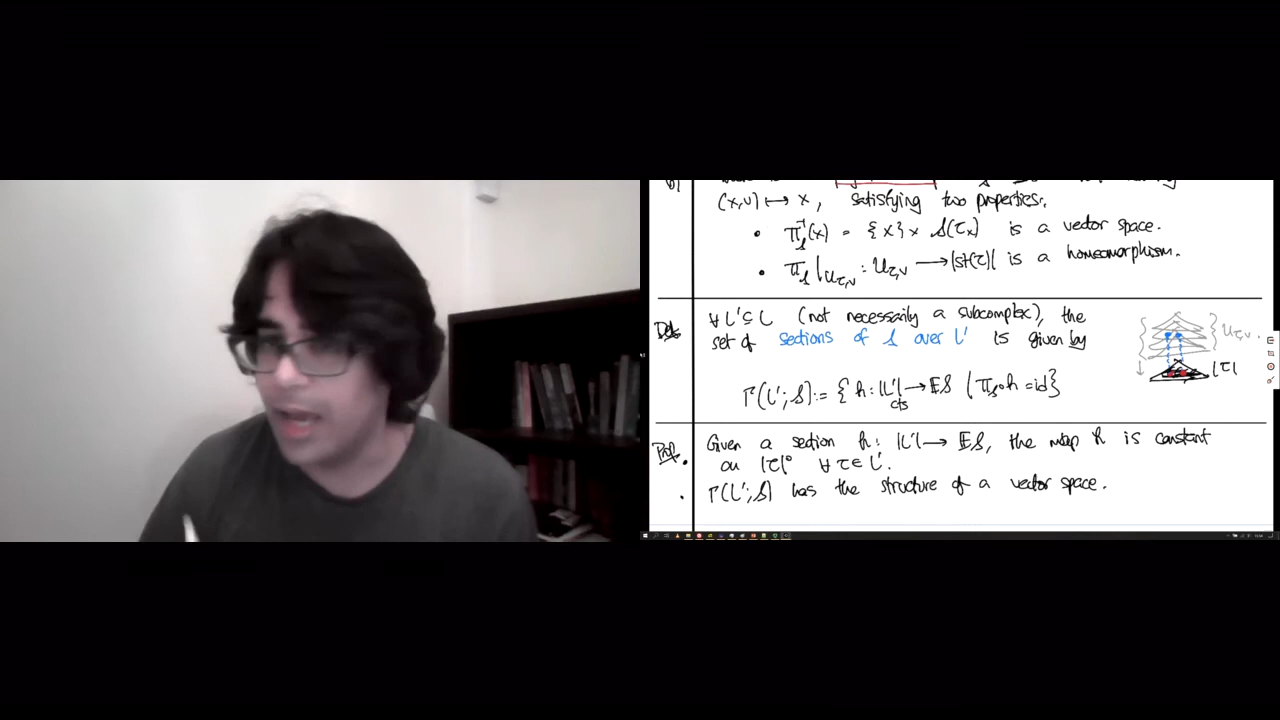 (x,v) ↦ x, satisfying two properties:
• π_𝒮⁻¹(x) = {x} × 𝒮(τ_x) is a vector space.
• π_𝒮|_{U_{τ,v}} : U_{τ,v} ⟶ |st(τ)| is a homeomorphism.
Def ∀ L' ⊆ L (not necessarily a subcomplex), the
set of sections of 𝒮 over L' is given by
U_{τ,v}
|τ|
Γ(L'; 𝒮) := { h : |L'| ⟶ 𝔼𝒮 | π_𝒮∘h = id }
cts
Prop • Given a section h : |L'| ⟶ 𝔼𝒮, the map h is constant
on |τ|° ∀ τ ∈ L'.
• Γ(L'; 𝒮) has the structure of a vector space.